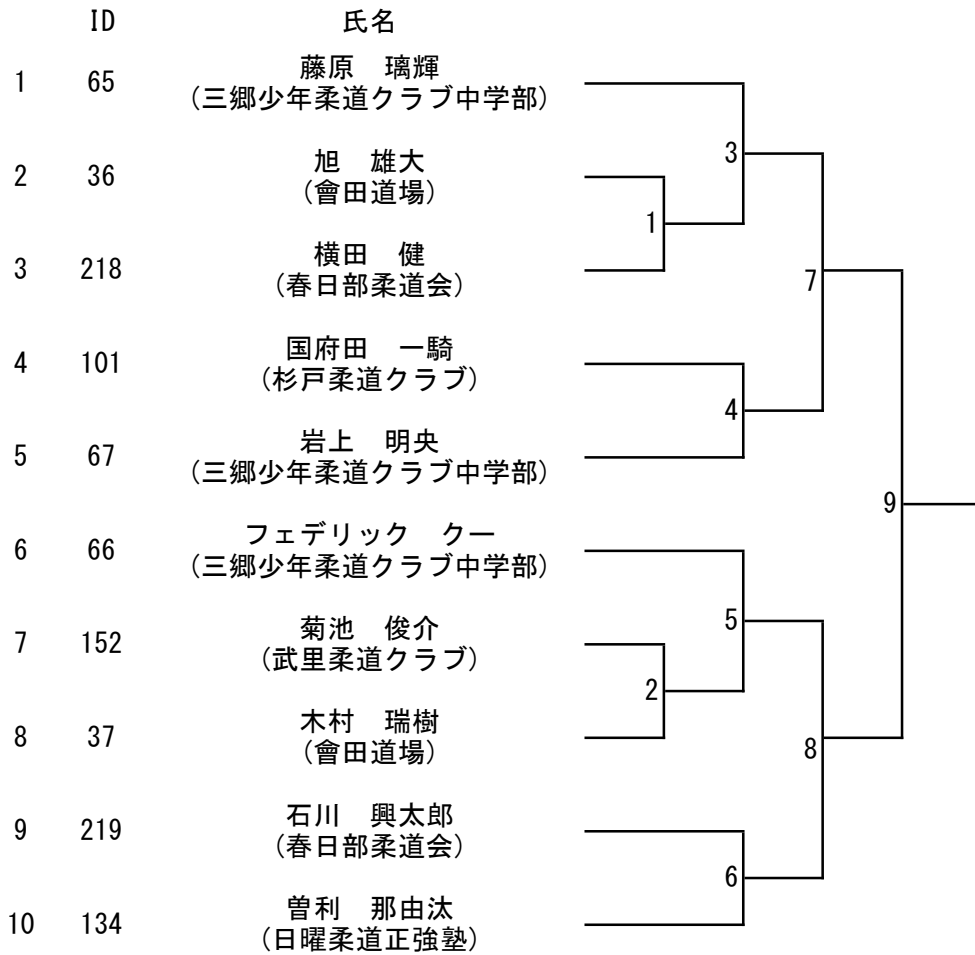 ID 氏名
1 65 藤原 璃輝
(三郷少年柔道クラブ中学部)
2 36 旭 雄大
(會田道場)
3 218 横田 健
(春日部柔道会)
4 101 国府田 一騎
(杉戸柔道クラブ)
5 67 岩上 明央
(三郷少年柔道クラブ中学部)
6 66 フェデリック クー
(三郷少年柔道クラブ中学部)
7 152 菊池 俊介
(武里柔道クラブ)
8 37 木村 瑞樹
(會田道場)
9 219 石川 興太郎
(春日部柔道会)
10 134 曽利 那由汰
(日曜柔道正強塾)
3
1
7
4
9
5
2
8
6